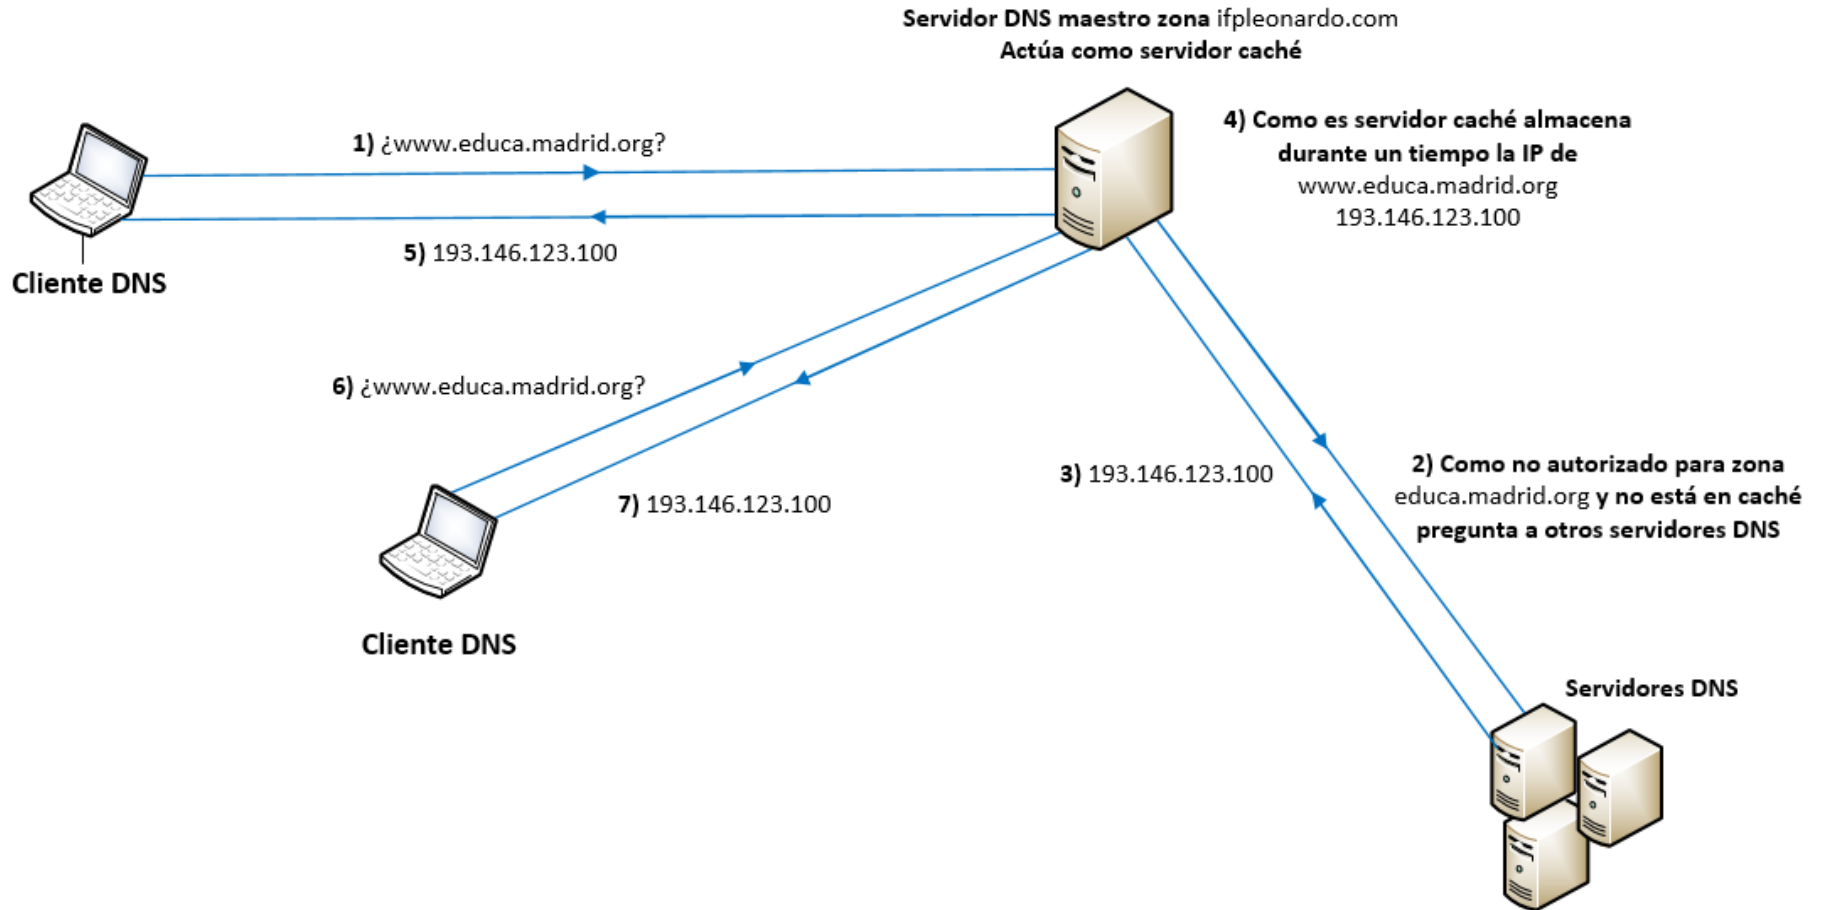 Servidor DNS maestro zona ifpleonardo.com
Actúa como servidor caché
4) Como es servidor caché almacena
durante un tiempo la IP de
www.educa.madrid.org
193.146.123.100
1) ¿www.educa.madrid.org?
5) 193.146.123.100
Cliente DNS
6) ¿www.educa.madrid.org?
7) 193.146.123.100
Cliente DNS
3) 193.146.123.100
2) Como no autorizado para zona
educa.madrid.org y no está en caché
pregunta a otros servidores DNS
Servidores DNS